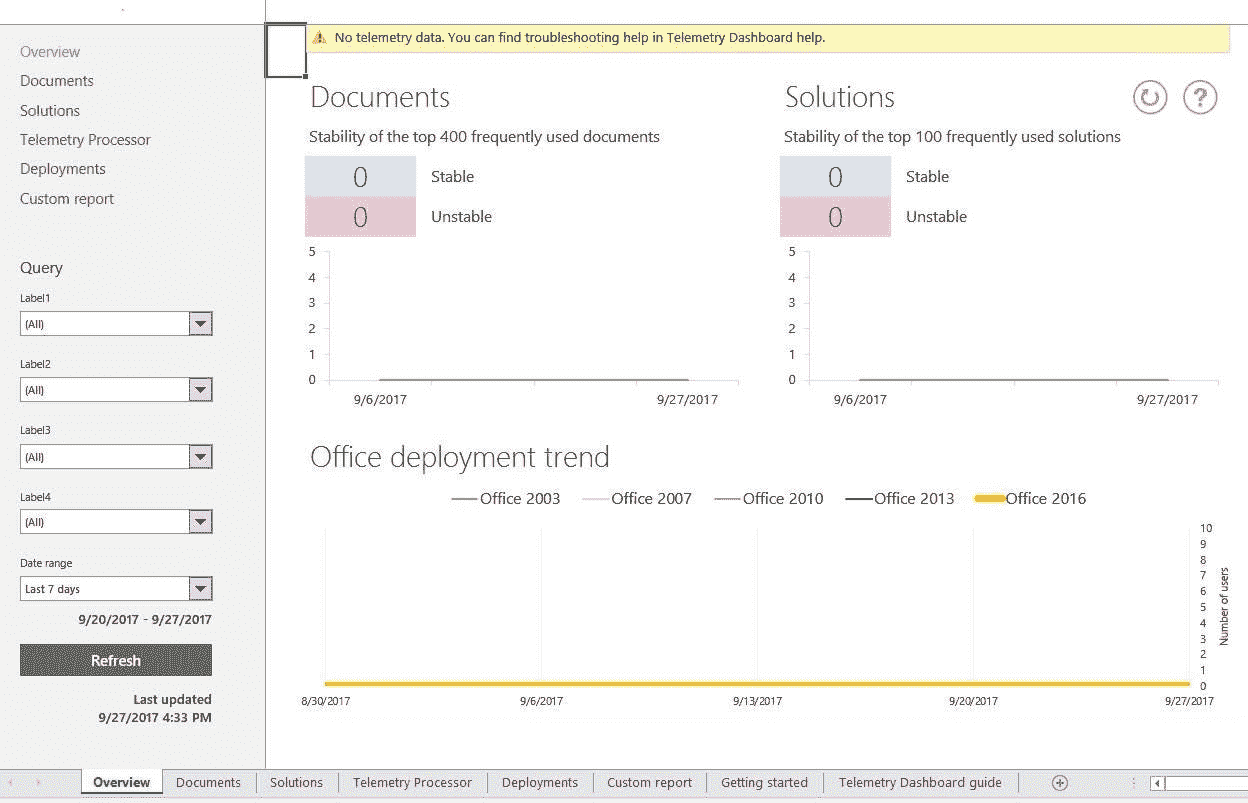 No telemetry data. You can find troubleshooting help in Telemetry Dashboard help.
Overview
Documents
Solutions
Telemetry Processor
Deployments
Custom report
Query
Label1
(All)
Label2
(All)
Label3
(All)
Label4
(All)
Date range
Last 7 days
9/20/2017 - 9/27/2017
Refresh
Last updated
9/27/2017 4:33 PM
Documents
Stability of the top 400 frequently used documents
0 Stable
0 Unstable
5
4
3
2
1
0
9/6/2017 9/27/2017
Solutions
?
Stability of the top 100 frequently used solutions
0 Stable
0 Unstable
5
4
3
2
1
0
9/6/2017 9/27/2017
Office deployment trend
Office 2003 Office 2007 Office 2010 Office 2013 Office 2016
10
9
8
7
6
5
4
3
2
1
0
Number of users
8/30/2017 9/6/2017 9/13/2017 9/20/2017 9/27/2017
Overview Documents Solutions Telemetry Processor Deployments Custom report Getting started Telemetry Dashboard guide